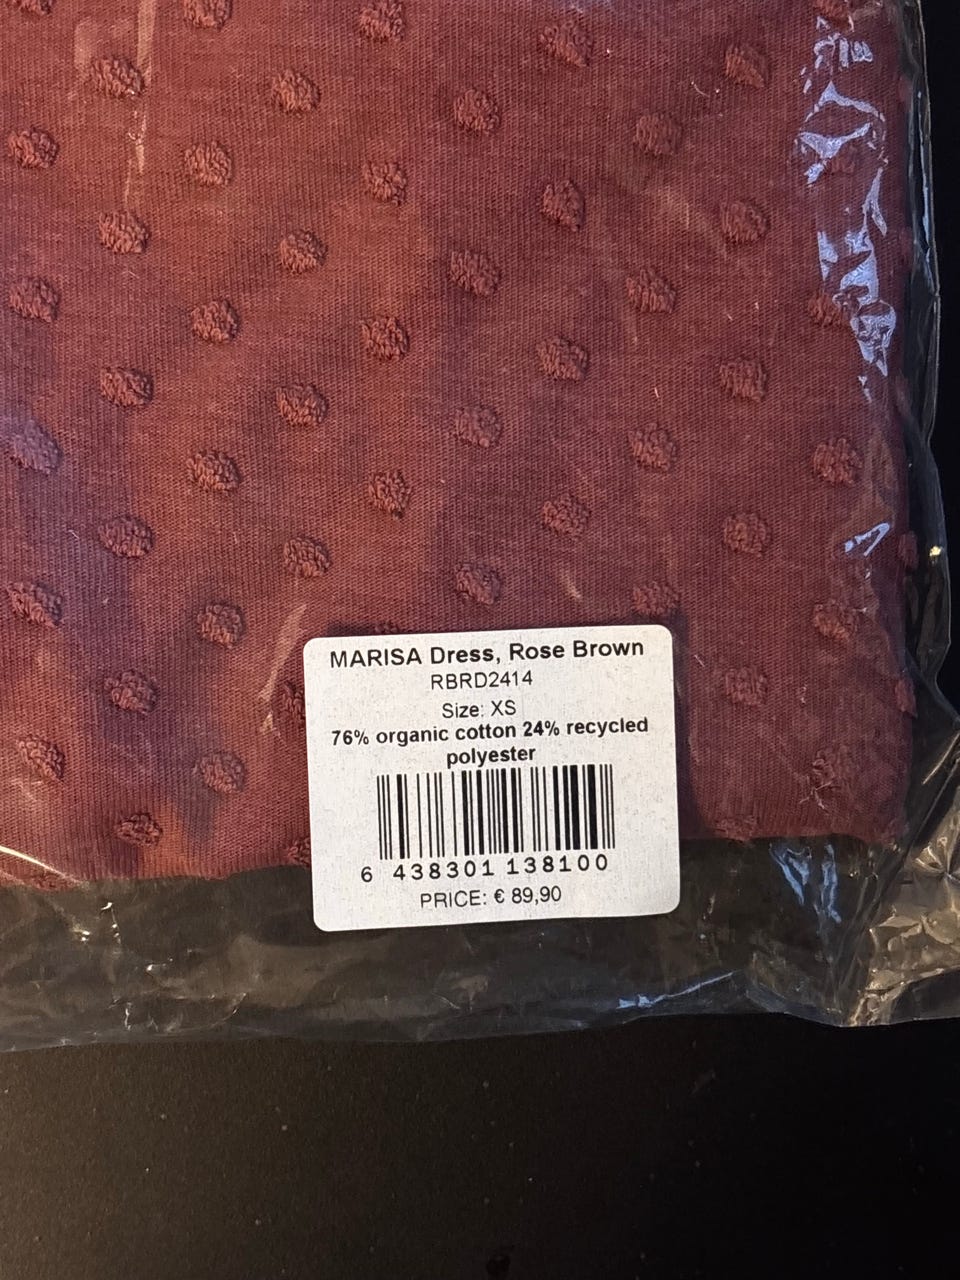 MARISA Dress, Rose Brown
RBRD2414
Size: XS
76% organic cotton 24% recycled
polyester
6 438301 138100
PRICE: € 89,90